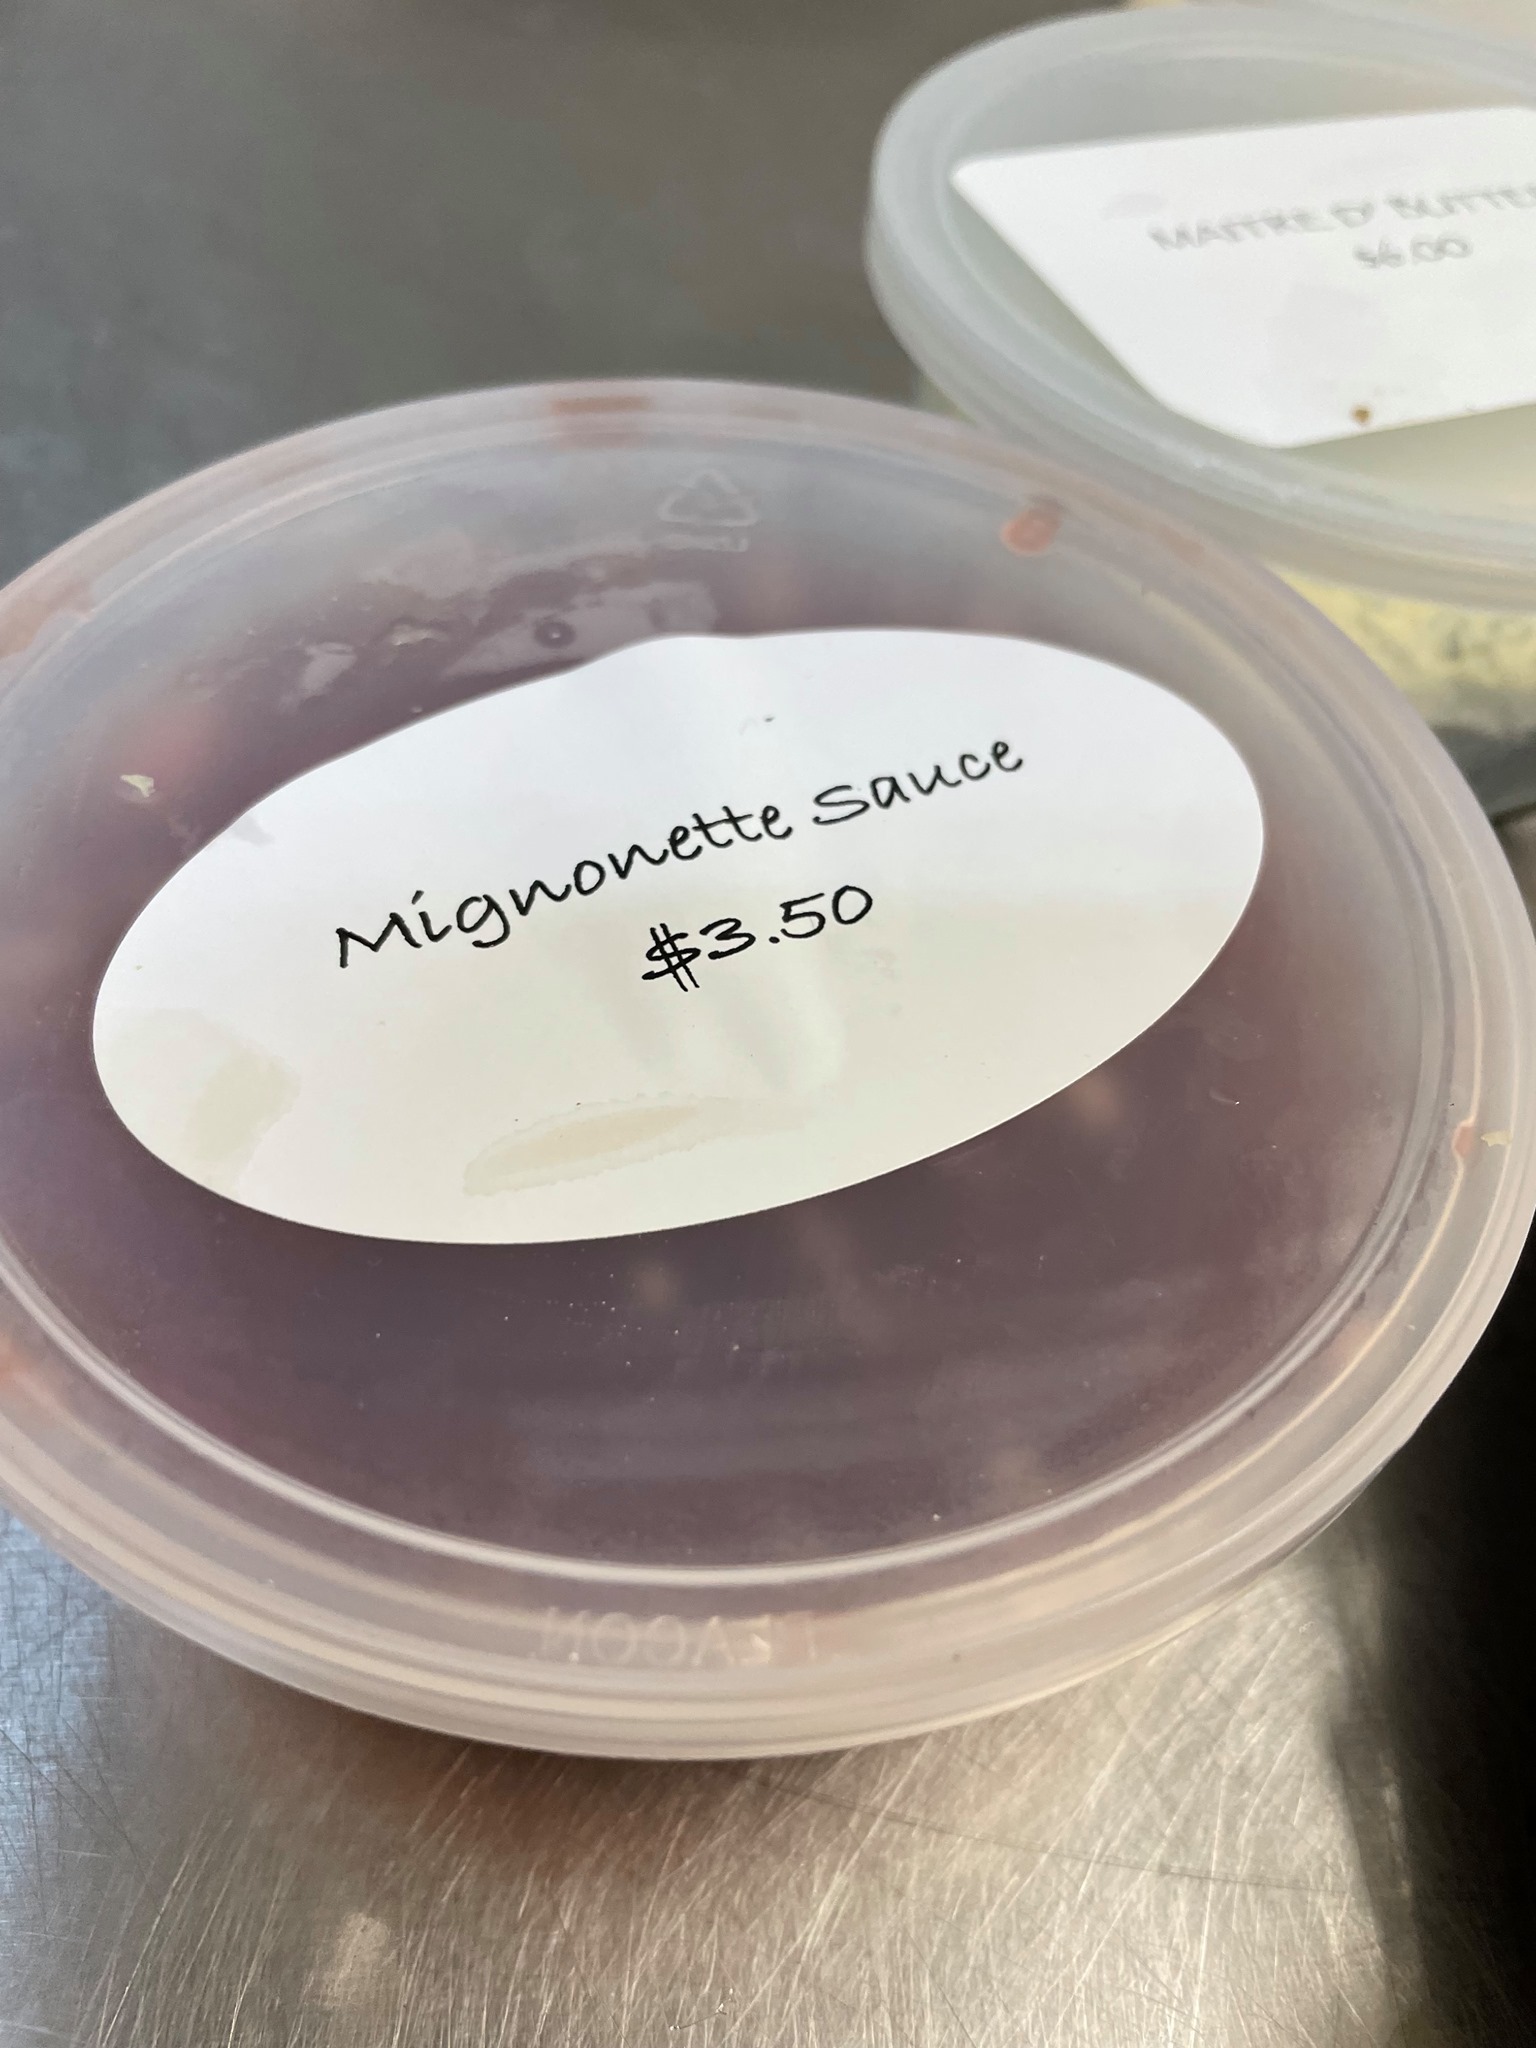 Mignonette Sauce
$3.50
MAITRE D' BUTTER
$6.00